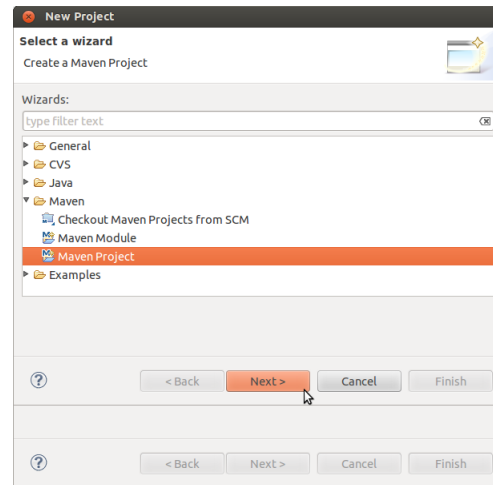 New Project
Select a wizard
Create a Maven Project
Wizards:
type filter text
General
CVS
Java
Maven
Checkout Maven Projects from SCM
Maven Module
Maven Project
Examples
< Back Next > Cancel Finish
< Back Next > Cancel Finish